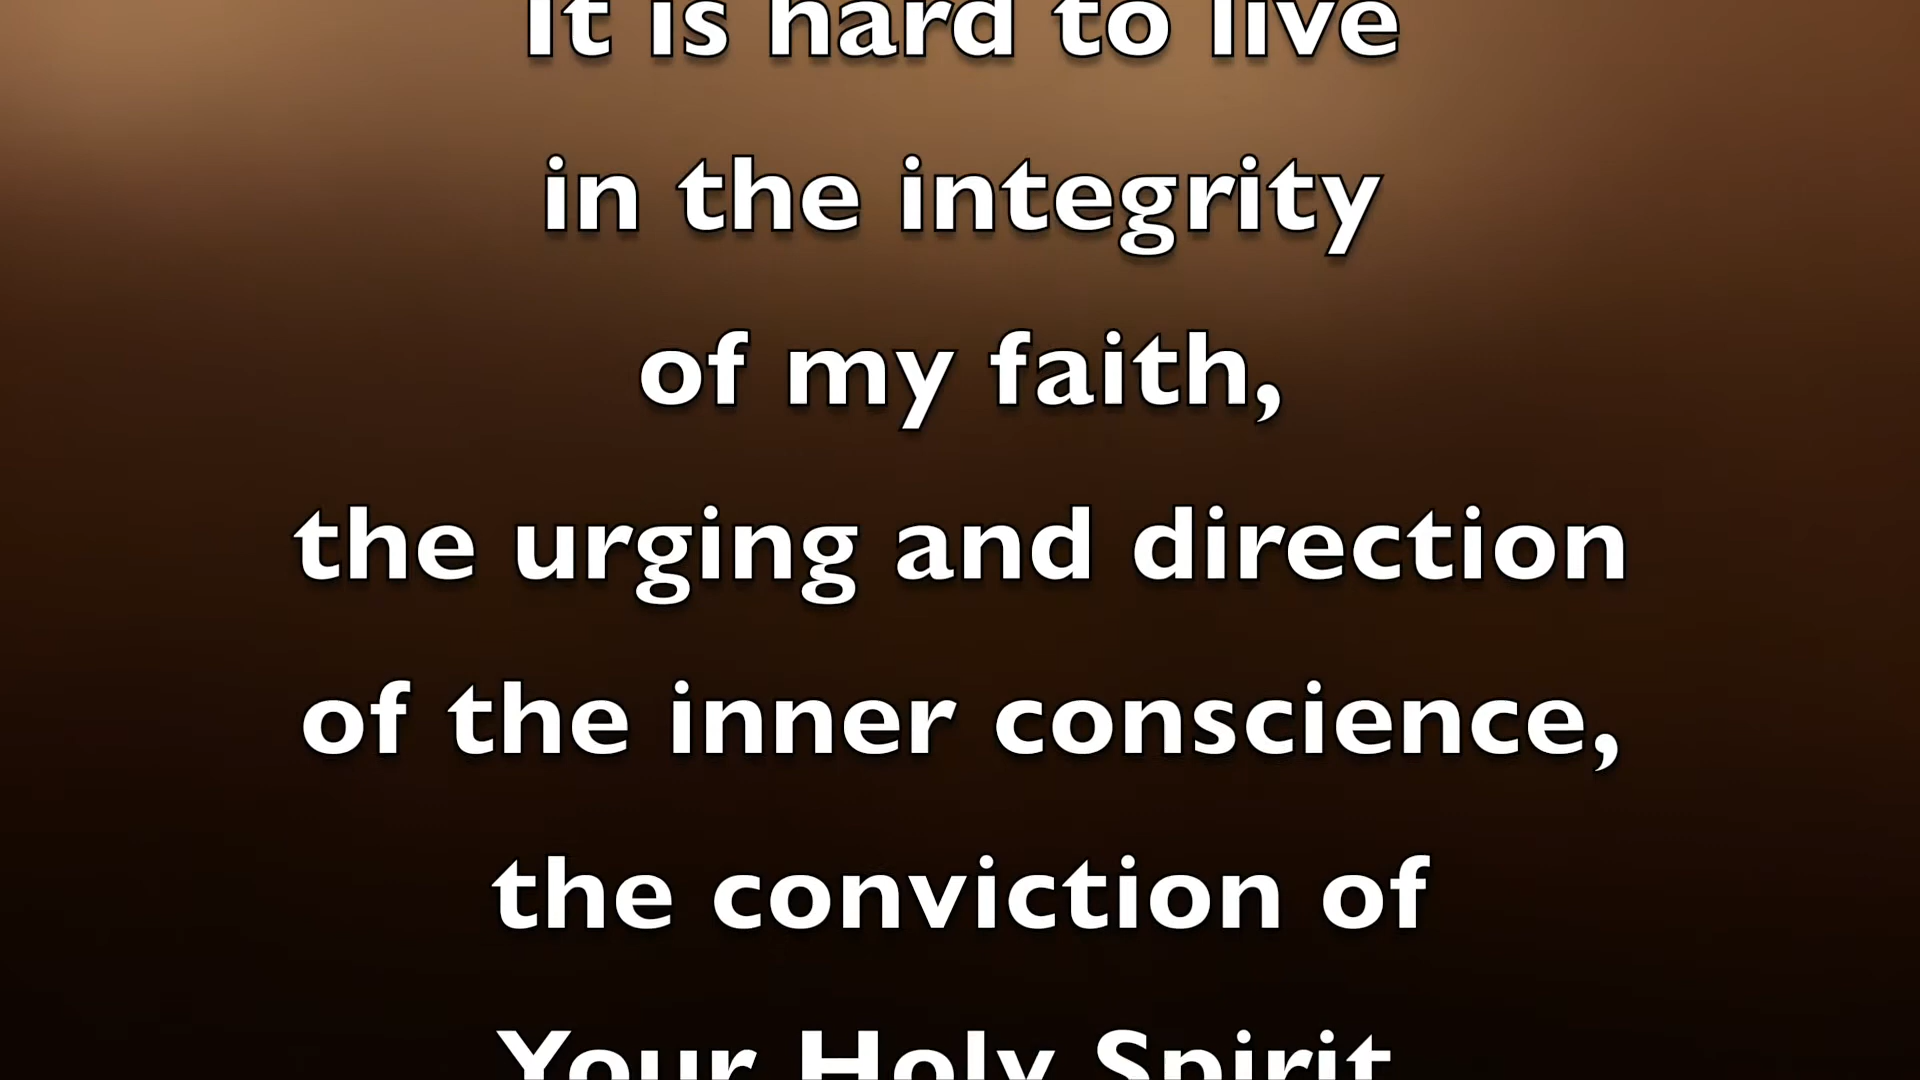 It is hard to live
in the integrity
of my faith,
the urging and direction
of the inner conscience,
the conviction of
Your Holy Spirit